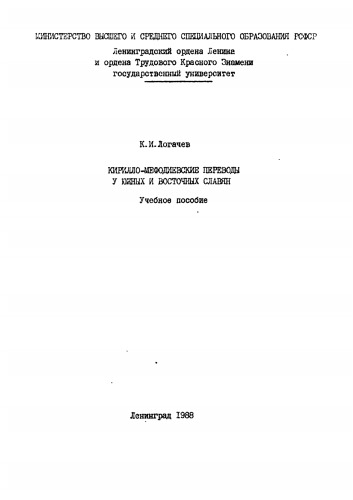 МИНИСТЕРСТВО ВЫСШЕГО И СРЕДНЕГО СПЕЦИАЛЬНОГО ОБРАЗОВАНИЯ РСФСР
Ленинградский ордена Ленина
и ордена Трудового Красного Знамени
государственный университет
К.И.Логачев
КИРИЛЛО-МЕФОДИЕВСКИЕ ПЕРЕВОДЫ
У ЮЖНЫХ И ВОСТОЧНЫХ СЛАВЯН
Учебное пособие
Ленинград 1988